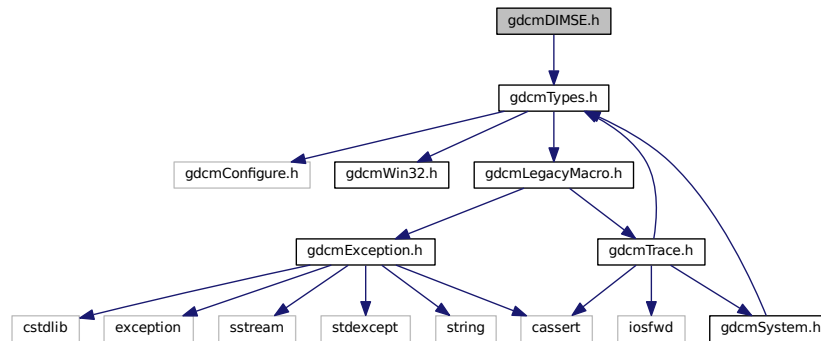 gdcmDIMSE.h
gdcmTypes.h
gdcmConfigure.h
gdcmWin32.h
gdcmLegacyMacro.h
gdcmException.h
gdcmTrace.h
cstdlib
exception
sstream
stdexcept
string
cassert
iosfwd
gdcmSystem.h